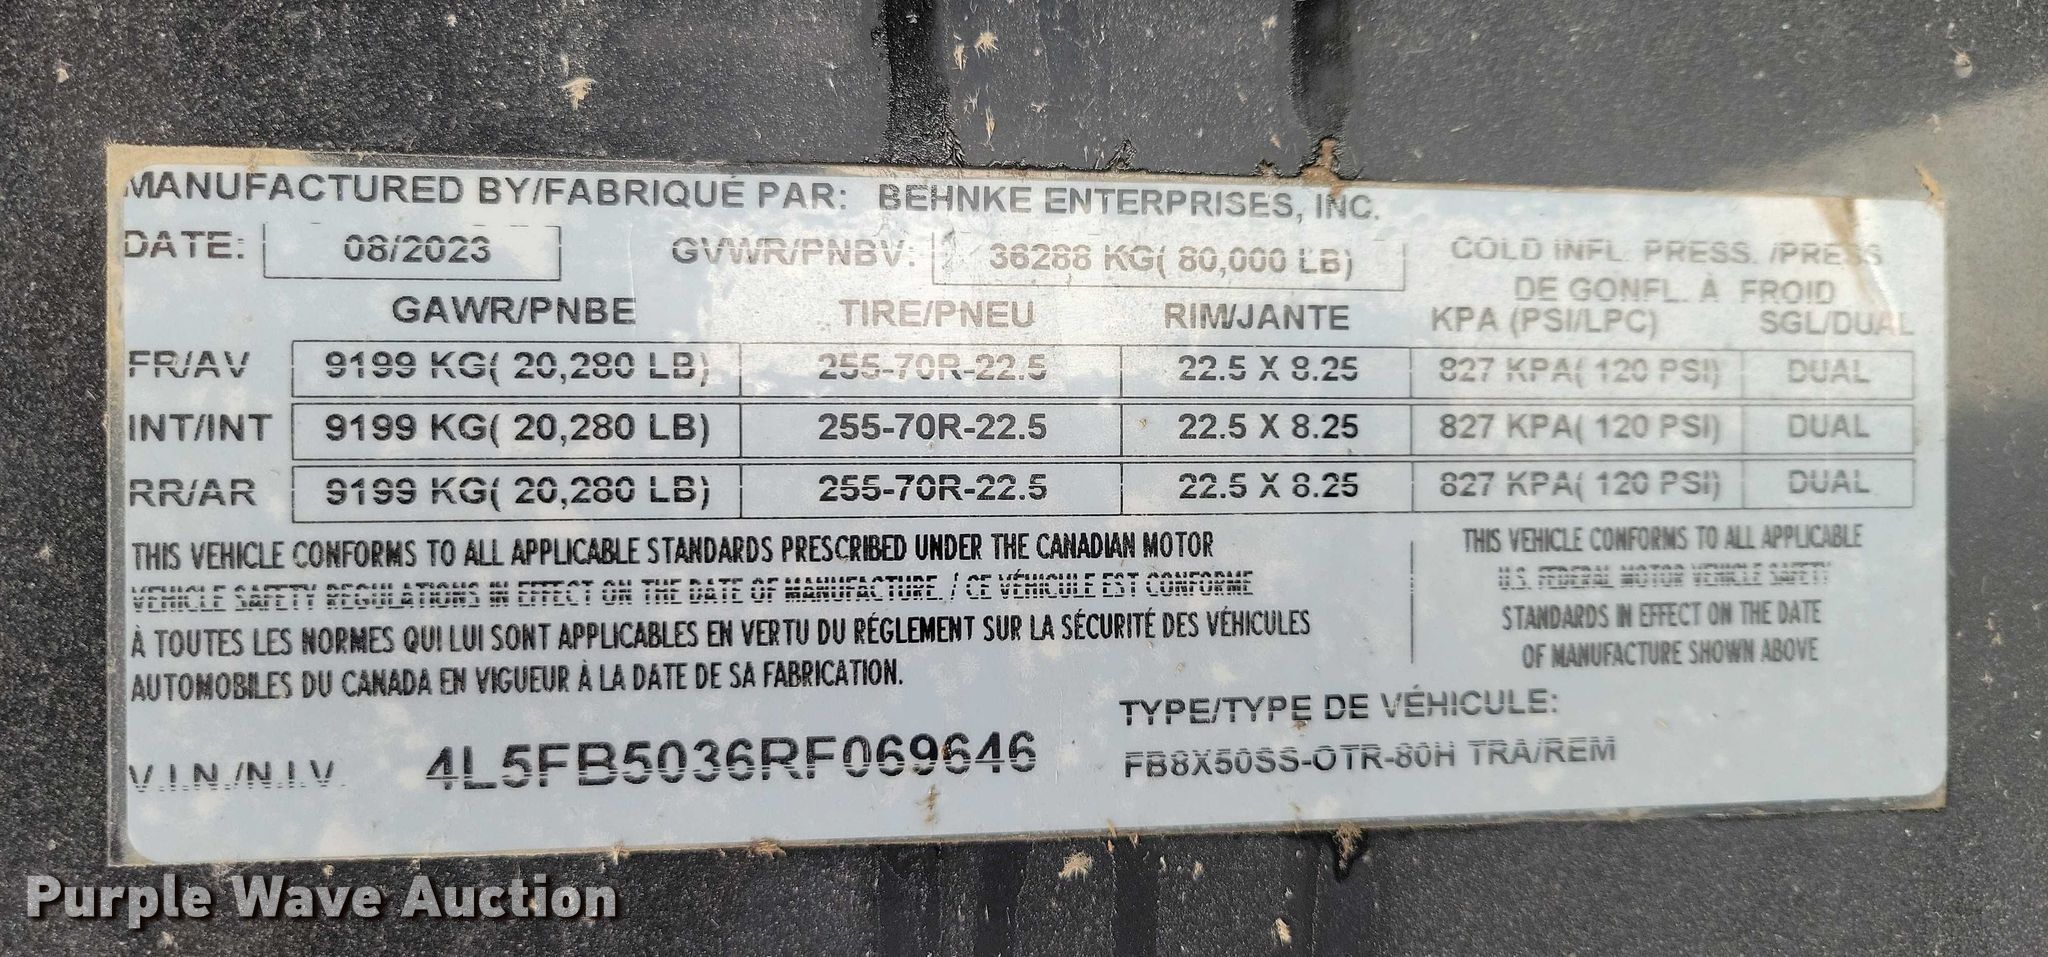 MANUFACTURED BY/FABRIQUÉ PAR: BEHNKE ENTERPRISES, INC.
DATE: 08/2023 GVWR/PNBV: 36288 KG( 80,000 LB) COLD INFL. PRESS. /PRESS
DE GONFL. À FROID
GAWR/PNBE TIRE/PNEU RIM/JANTE KPA (PSI/LPC) SGL/DUAL
FR/AV 9199 KG( 20,280 LB) 255-70R-22.5 22.5 X 8.25 827 KPA( 120 PSI) DUAL
INT/INT 9199 KG( 20,280 LB) 255-70R-22.5 22.5 X 8.25 827 KPA( 120 PSI) DUAL
RR/AR 9199 KG( 20,280 LB) 255-70R-22.5 22.5 X 8.25 827 KPA( 120 PSI) DUAL
THIS VEHICLE CONFORMS TO ALL APPLICABLE STANDARDS PRESCRIBED UNDER THE CANADIAN MOTOR
VEHICLE SAFETY REGULATIONS IN EFFECT ON THE DATE OF MANUFACTURE. / CE VÉHICULE EST CONFORME
À TOUTES LES NORMES QUI LUI SONT APPLICABLES EN VERTU DU RÉGLEMENT SUR LA SÉCURITÉ DES VÉHICULES
AUTOMOBILES DU CANADA EN VIGUEUR À LA DATE DE SA FABRICATION.
THIS VEHICLE CONFORMS TO ALL APPLICABLE
U.S. FEDERAL MOTOR VEHICLE SAFETY
STANDARDS IN EFFECT ON THE DATE
OF MANUFACTURE SHOWN ABOVE
V.I.N./N.I.V. 4L5FB5036RF069646
TYPE/TYPE DE VÉHICULE:
FB8X50SS-OTR-80H TRA/REM
Purple Wave Auction